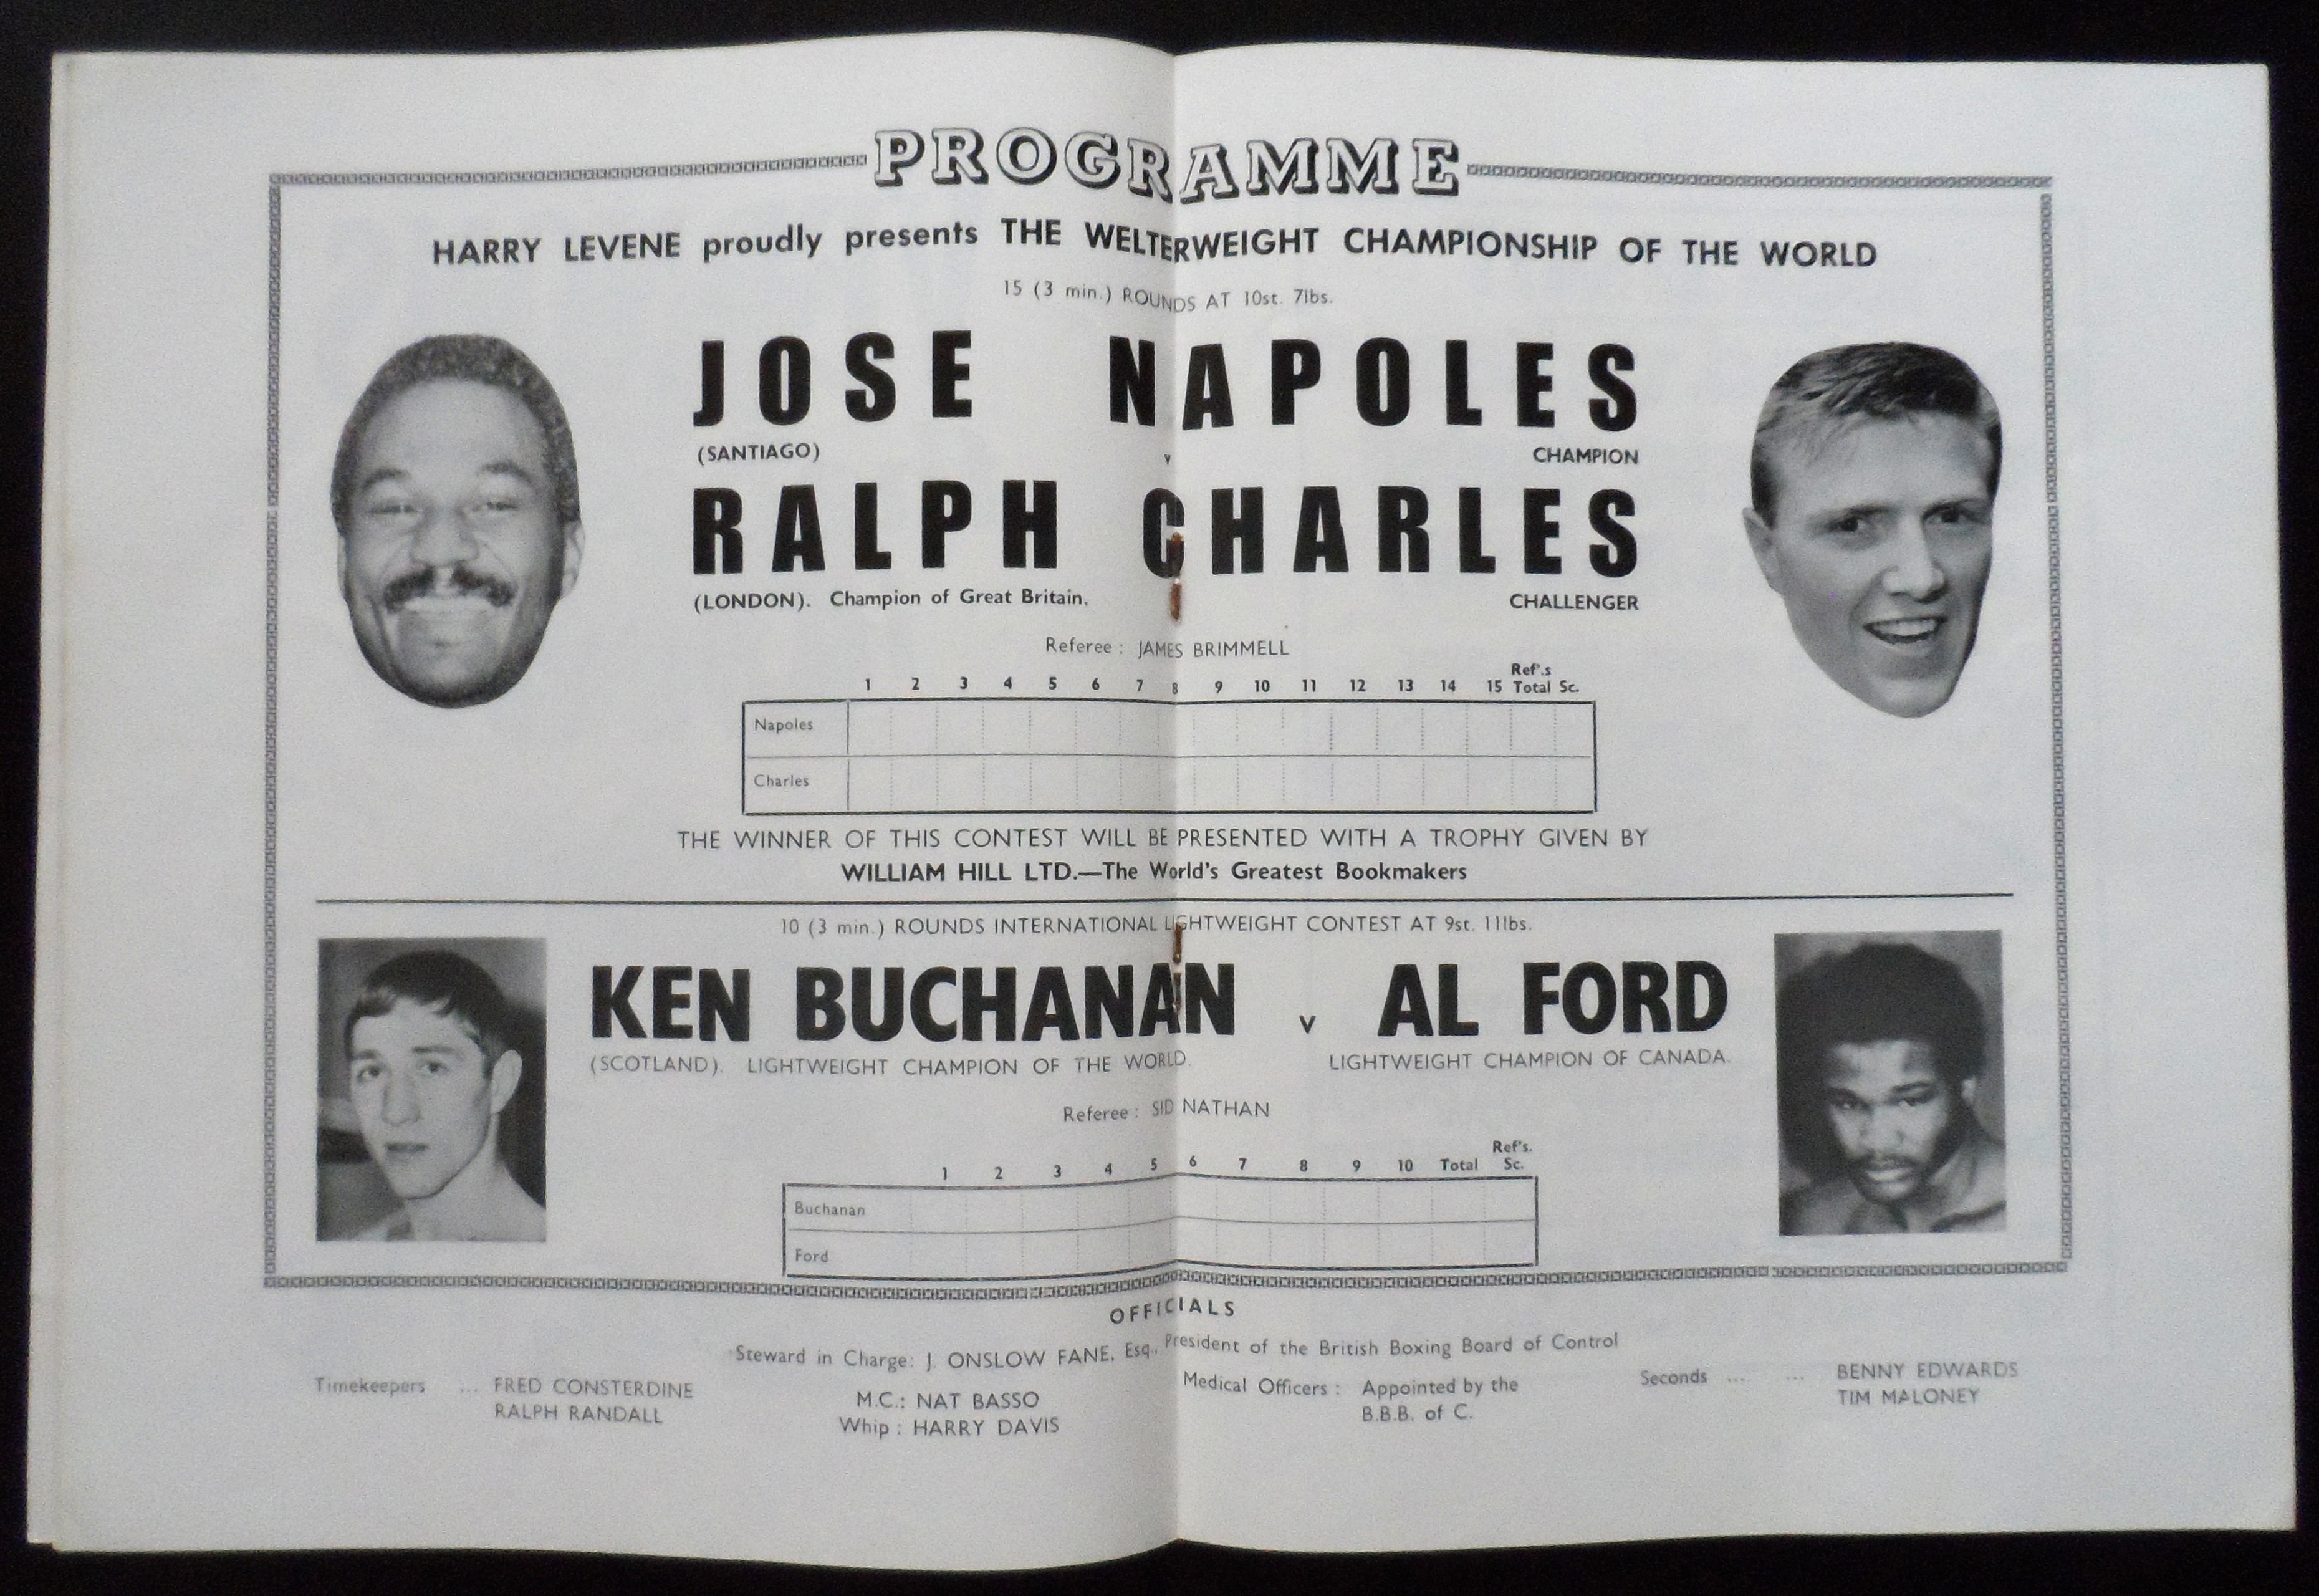 PROGRAMME
HARRY LEVENE proudly presents THE WELTERWEIGHT CHAMPIONSHIP OF THE WORLD
15 (3 min.) ROUNDS AT 10st. 7lbs.
JOSE NAPOLES
(SANTIAGO) CHAMPION
v
RALPH CHARLES
(LONDON). Champion of Great Britain. CHALLENGER
Referee : JAMES BRIMMELL
Ref'.s
1 2 3 4 5 6 7 8 9 10 11 12 13 14 15 Total Sc.
Napoles
Charles
THE WINNER OF THIS CONTEST WILL BE PRESENTED WITH A TROPHY GIVEN BY
WILLIAM HILL LTD.—The World's Greatest Bookmakers
10 (3 min.) ROUNDS INTERNATIONAL LIGHTWEIGHT CONTEST AT 9st. 11lbs.
KEN BUCHANAN v AL FORD
(SCOTLAND). LIGHTWEIGHT CHAMPION OF THE WORLD. LIGHTWEIGHT CHAMPION OF CANADA.
Referee : SID NATHAN
Ref's.
1 2 3 4 5 6 7 8 9 10 Total Sc.
Buchanan
Ford
OFFICIALS
Steward in Charge: J. ONSLOW FANE, Esq., President of the British Boxing Board of Control
Timekeepers ... FRED CONSTERDINE
RALPH RANDALL
M.C.: NAT BASSO
Whip : HARRY DAVIS
Medical Officers : Appointed by the
B.B.B. of C.
Seconds ... ... BENNY EDWARDS
TIM MALONEY